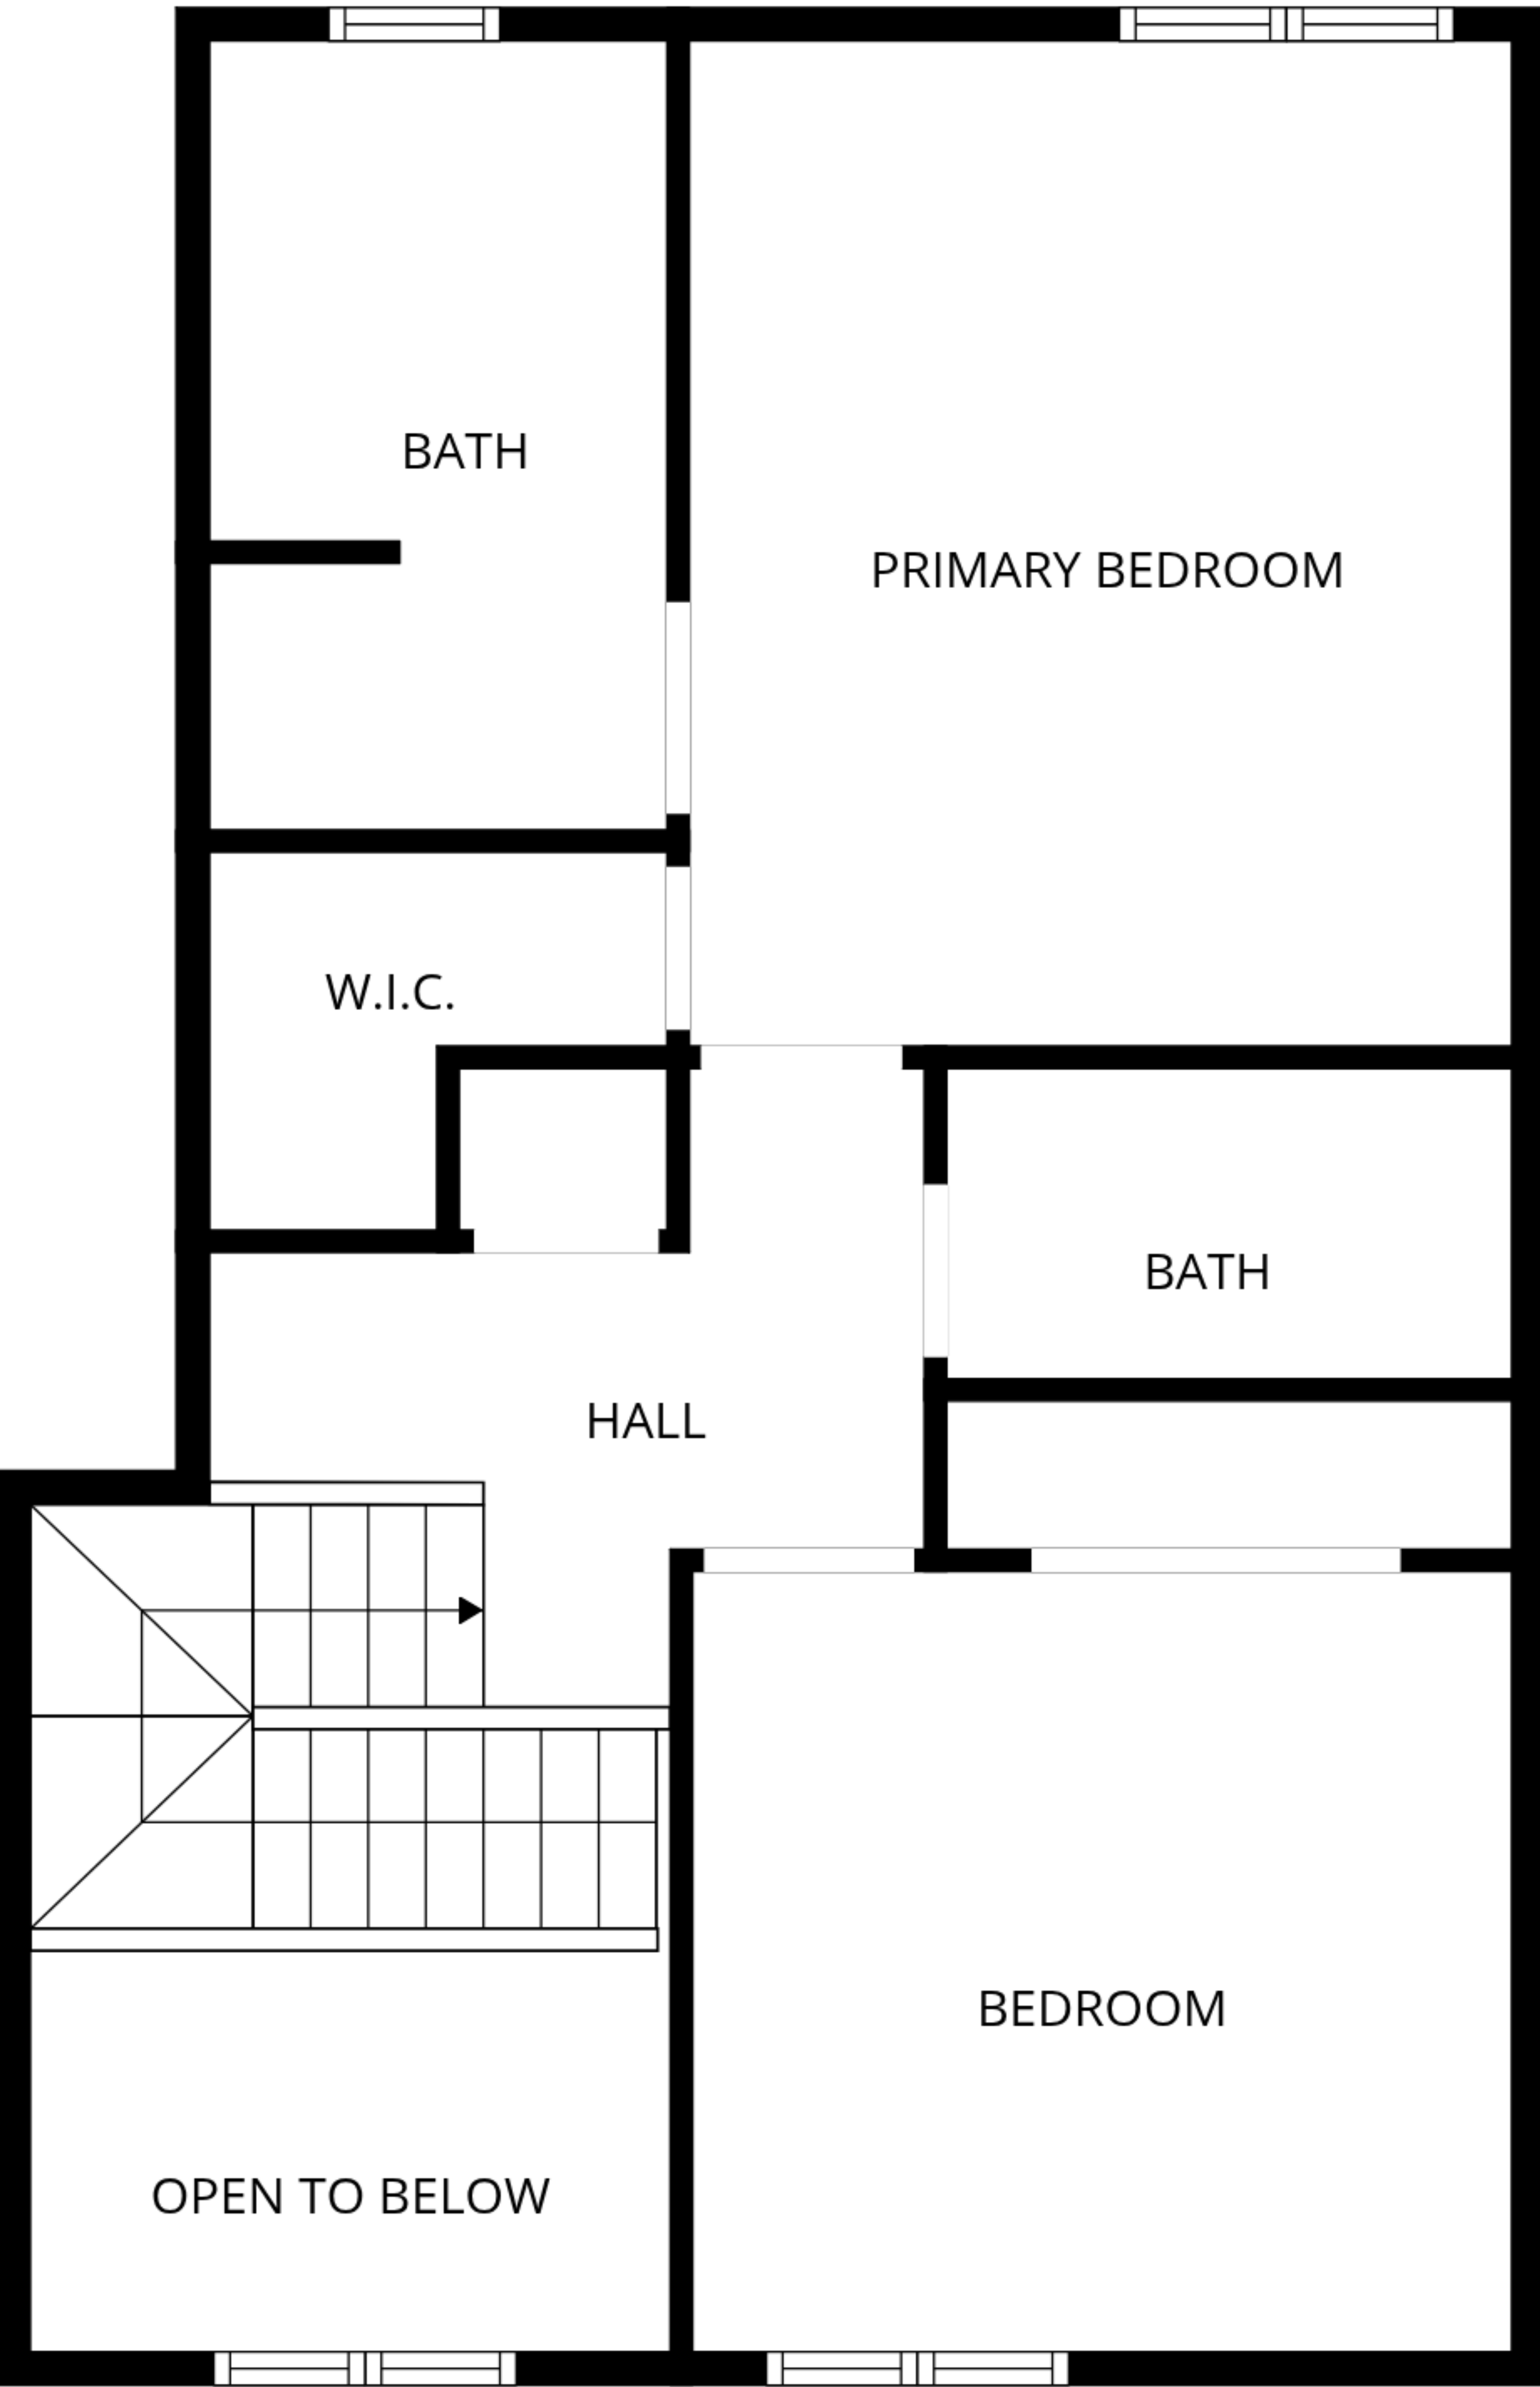 BATH
PRIMARY BEDROOM
W.I.C.
BATH
HALL
BEDROOM
OPEN TO BELOW